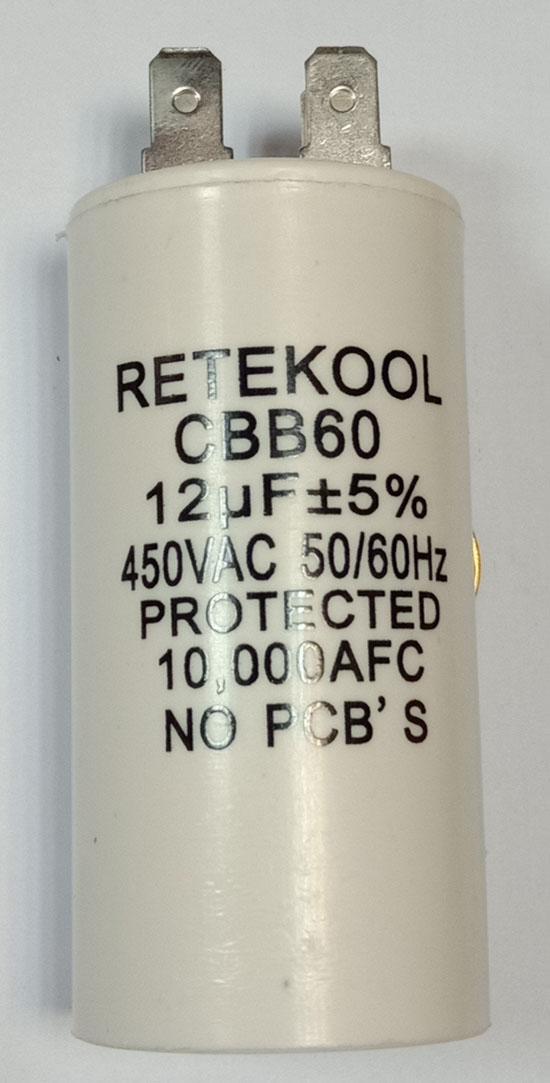 RETEKOOL
CBB60
12µF±5%
450VAC 50/60Hz
PROTECTED
10,000AFC
NO PCB'S